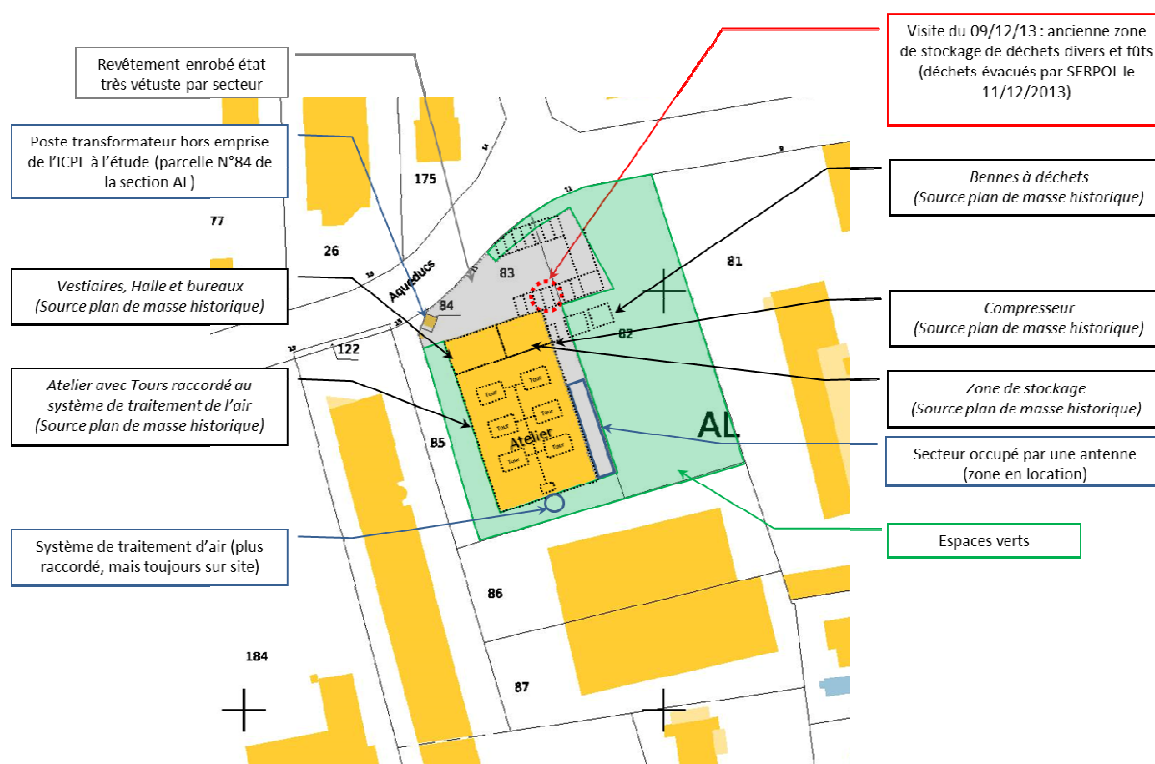 Revêtement enrobé état
très vétuste par secteur
Poste transformateur hors emprise
de l'ICPE à l'étude (parcelle N°84 de
la section AL)
Vestiaires, Halle et bureaux
(Source plan de masse historique)
Atelier avec Tours raccordé au
système de traitement de l'air
(Source plan de masse historique)
Système de traitement d'air (plus
raccordé, mais toujours sur site)
Visite du 09/12/13 : ancienne zone
de stockage de déchets divers et fûts
(déchets évacués par SERPOL le
11/12/2013)
Bennes à déchets
(Source plan de masse historique)
Compresseur
(Source plan de masse historique)
Zone de stockage
(Source plan de masse historique)
Secteur occupé par une antenne
(zone en location)
Espaces verts
175
77
26
83
81
Aqueducs
84
82
122
Tour
Tour
Tour
Tour
Tour
Tour
Atelier
AL
85
86
87
184